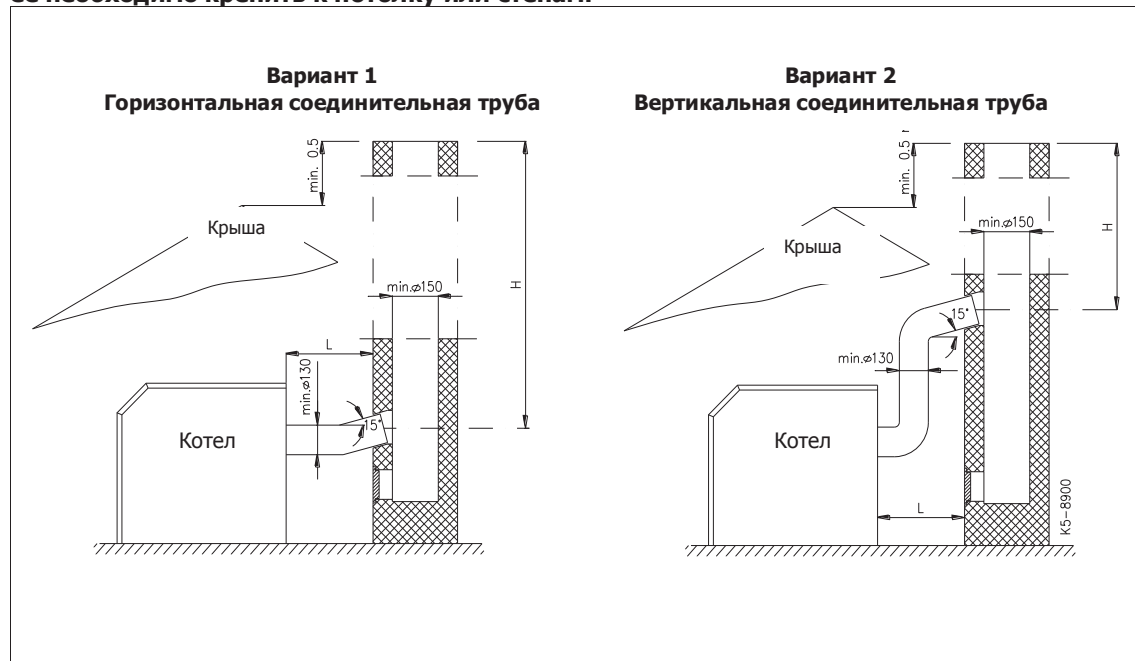 ее необходимо крепить к потолку или стенам.
Вариант 1
Горизонтальная соединительная труба
min. 0.5
Крыша
min.⌀150
H
L
min.⌀130
15°
Котел
Вариант 2
Вертикальная соединительная труба
min. 0.5
Крыша
min.⌀150
H
15°
min.⌀130
Котел
L
K5-8900